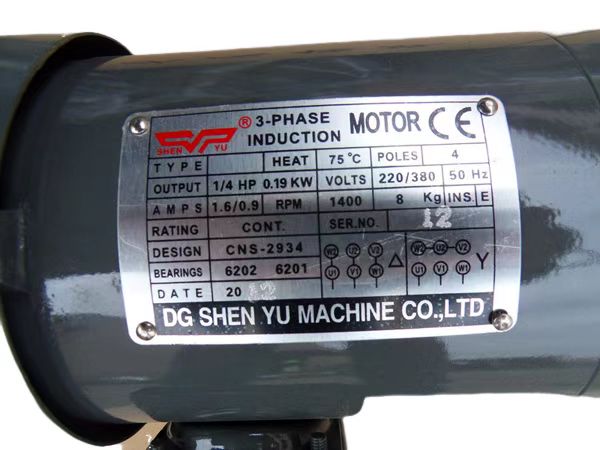 SHEN YU ® 3-PHASE INDUCTION MOTOR CE
TYPE HEAT 75°C POLES 4
OUTPUT 1/4 HP 0.19 KW VOLTS 220/380 50 Hz
AMPS 1.6/0.9 RPM 1400 8 Kg INS. E
RATING CONT. SER.NO. 12
DESIGN CNS-2934 W2 U2 V2 △ W2 U2 V2 Y
BEARINGS 6202 6201 U1 V1 W1 U1 V1 W1
DATE 20
DG SHEN YU MACHINE CO.,LTD